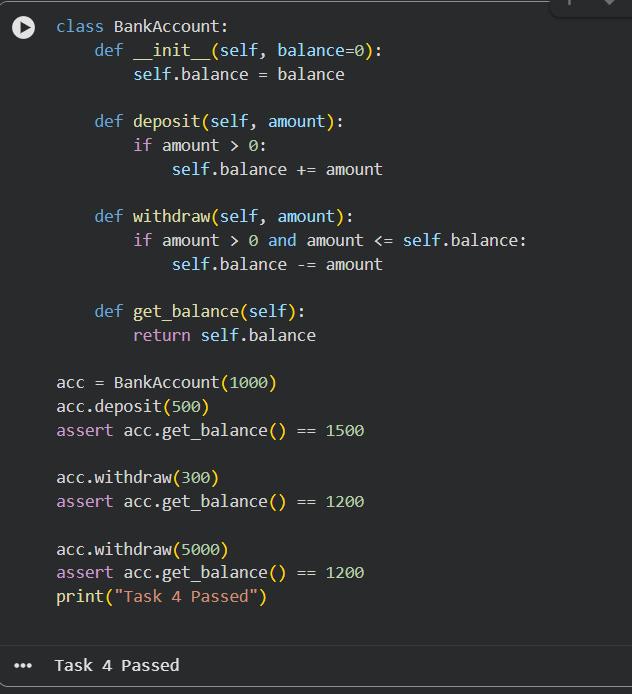 class BankAccount:
    def __init__(self, balance=0):
        self.balance = balance

    def deposit(self, amount):
        if amount > 0:
            self.balance += amount

    def withdraw(self, amount):
        if amount > 0 and amount <= self.balance:
            self.balance -= amount

    def get_balance(self):
        return self.balance

acc = BankAccount(1000)
acc.deposit(500)
assert acc.get_balance() == 1500

acc.withdraw(300)
assert acc.get_balance() == 1200

acc.withdraw(5000)
assert acc.get_balance() == 1200
print("Task 4 Passed")

Task 4 Passed